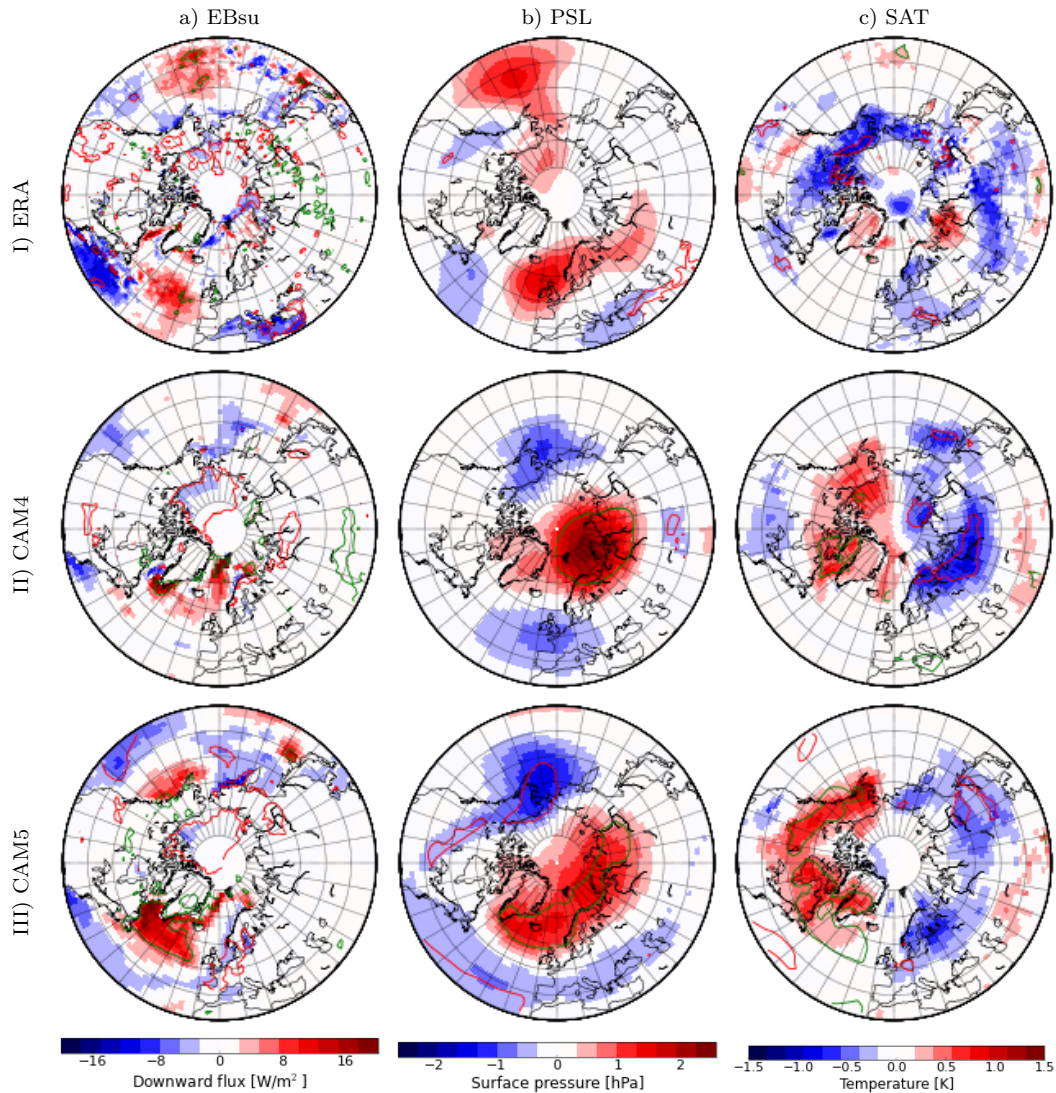 a) EBsu b) PSL c) SAT
I) ERA
II) CAM4
III) CAM5
−16 −8 0 8 16
Downward flux [W/m²]
−2 −1 0 1 2
Surface pressure [hPa]
−1.5 −1.0 −0.5 0.0 0.5 1.0 1.5
Temperature [K]